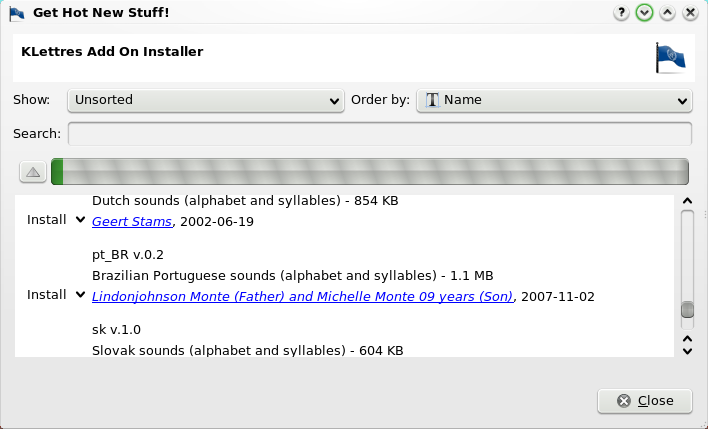 Get Hot New Stuff!
KLettres Add On Installer
Show: Unsorted Order by: Name
Search:
Dutch sounds (alphabet and syllables) - 854 KB
Install Geert Stams, 2002-06-19
pt_BR v.0.2
Brazilian Portuguese sounds (alphabet and syllables) - 1.1 MB
Install Lindonjohnson Monte (Father) and Michelle Monte 09 years (Son), 2007-11-02
sk v.1.0
Slovak sounds (alphabet and syllables) - 604 KB
Close